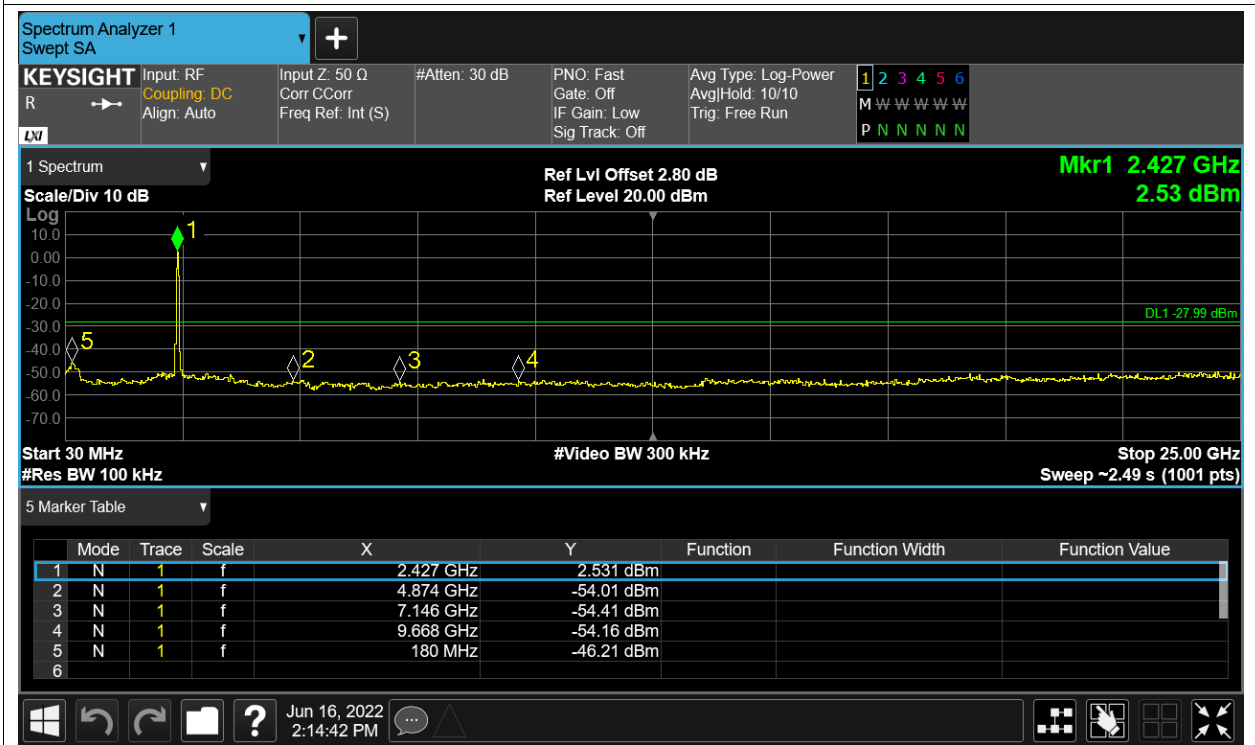 Spectrum Analyzer 1
Swept SA
KEYSIGHT Input: RF Input Z: 50 Ω #Atten: 30 dB PNO: Fast Avg Type: Log-Power 1 2 3 4 5 6
R Coupling: DC Corr CCorr Gate: Off Avg|Hold: 10/10 M W W W W W
Align: Auto Freq Ref: Int (S) IF Gain: Low Trig: Free Run
LXI Sig Track: Off P N N N N N
1 Spectrum Ref Lvl Offset 2.80 dB Mkr1 2.427 GHz
Scale/Div 10 dB Ref Level 20.00 dBm 2.53 dBm
Log
1
10.0
0.00
-10.0
-20.0
DL1 -27.99 dBm
-30.0
5
-40.0
2 3 4
-50.0
-60.0
-70.0
Start 30 MHz #Video BW 300 kHz Stop 25.00 GHz
#Res BW 100 kHz Sweep ~2.49 s (1001 pts)
5 Marker Table
Mode Trace Scale X Y Function Function Width Function Value
1 N 1 f 2.427 GHz 2.531 dBm
2 N 1 f 4.874 GHz -54.01 dBm
3 N 1 f 7.146 GHz -54.41 dBm
4 N 1 f 9.668 GHz -54.16 dBm
5 N 1 f 180 MHz -46.21 dBm
6
? Jun 16, 2022
2:14:42 PM